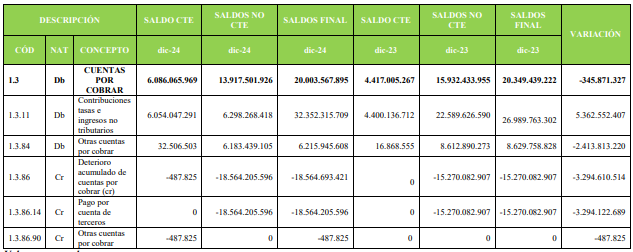 DESCRIPCIÓN SALDO CTE SALDOS NO CTE SALDOS FINAL SALDO CTE SALDOS NO CTE SALDOS FINAL VARIACIÓN
CÓD NAT CONCEPTO dic-24 dic-24 dic-24 dic-23 dic-23 dic-23
1.3 Db CUENTAS POR COBRAR 6.086.065.969 13.917.501.926 20.003.567.895 4.417.005.267 15.932.433.955 20.349.439.222 -345.871.327
1.3.11 Db Contribuciones tasas e ingresos no tributarios 6.054.047.291 6.298.268.418 32.352.315.709 4.400.136.712 22.589.626.590 26.989.763.302 5.362.552.407
1.3.84 Db Otras cuentas por cobrar 32.506.503 6.183.439.105 6.215.945.608 16.868.555 8.612.890.273 8.629.758.828 -2.413.813.220
1.3.86 Cr Deterioro acumulado de cuentas por cobrar (cr) -487.825 -18.564.205.596 -18.564.693.421 0 -15.270.082.907 -15.270.082.907 -3.294.610.514
1.3.86.14 Cr Pago por cuenta de terceros 0 -18.564.205.596 -18.564.205.596 0 -15.270.082.907 -15.270.082.907 -3.294.122.689
1.3.86.90 Cr Otras cuentas por cobrar -487.825 0 -487.825 0 0 0 -487.825